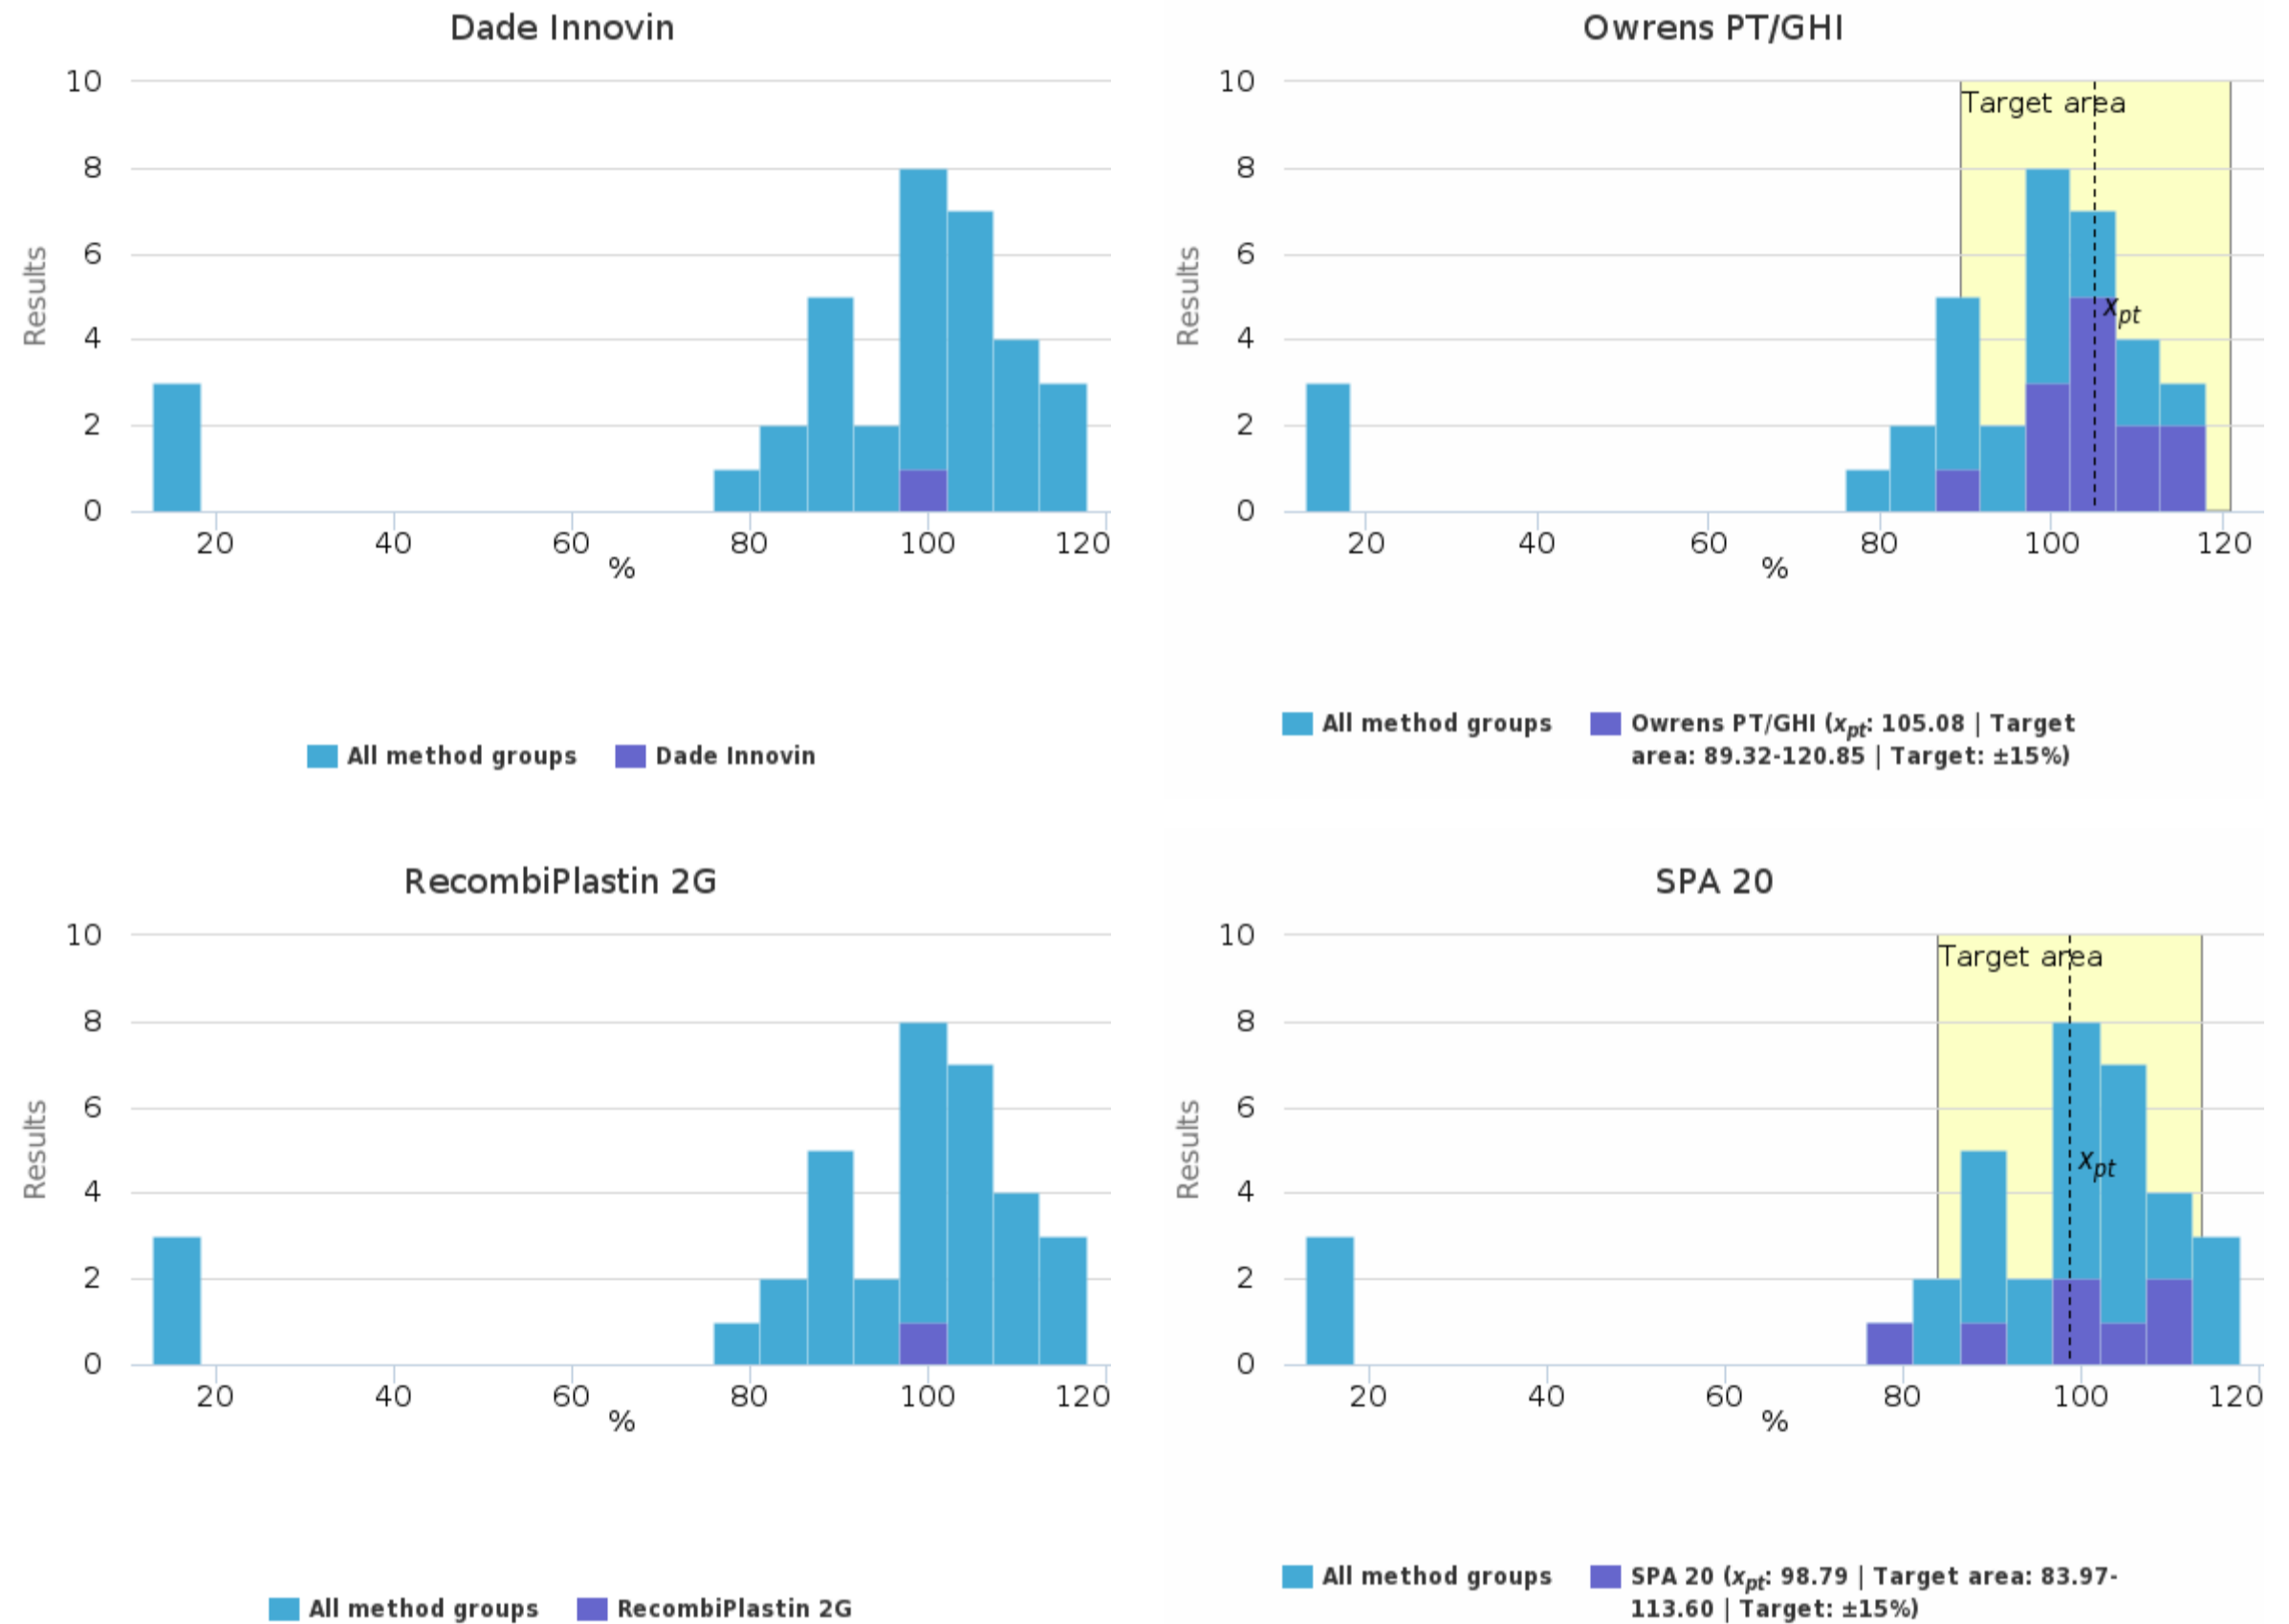 Dade Innovin
10
8
6
4
2
0
Results
20 40 60 80 100 120
%
All method groups Dade Innovin
Owrens PT/GHI
10
8
6
4
2
0
Results
Target area
xpt
20 40 60 80 100 120
%
All method groups Owrens PT/GHI (xpt: 105.08 | Target
area: 89.32-120.85 | Target: ±15%)
RecombiPlastin 2G
10
8
6
4
2
0
Results
20 40 60 80 100 120
%
All method groups RecombiPlastin 2G
SPA 20
10
8
6
4
2
0
Results
Target area
xpt
20 40 60 80 100 120
%
All method groups SPA 20 (xpt: 98.79 | Target area: 83.97-
113.60 | Target: ±15%)